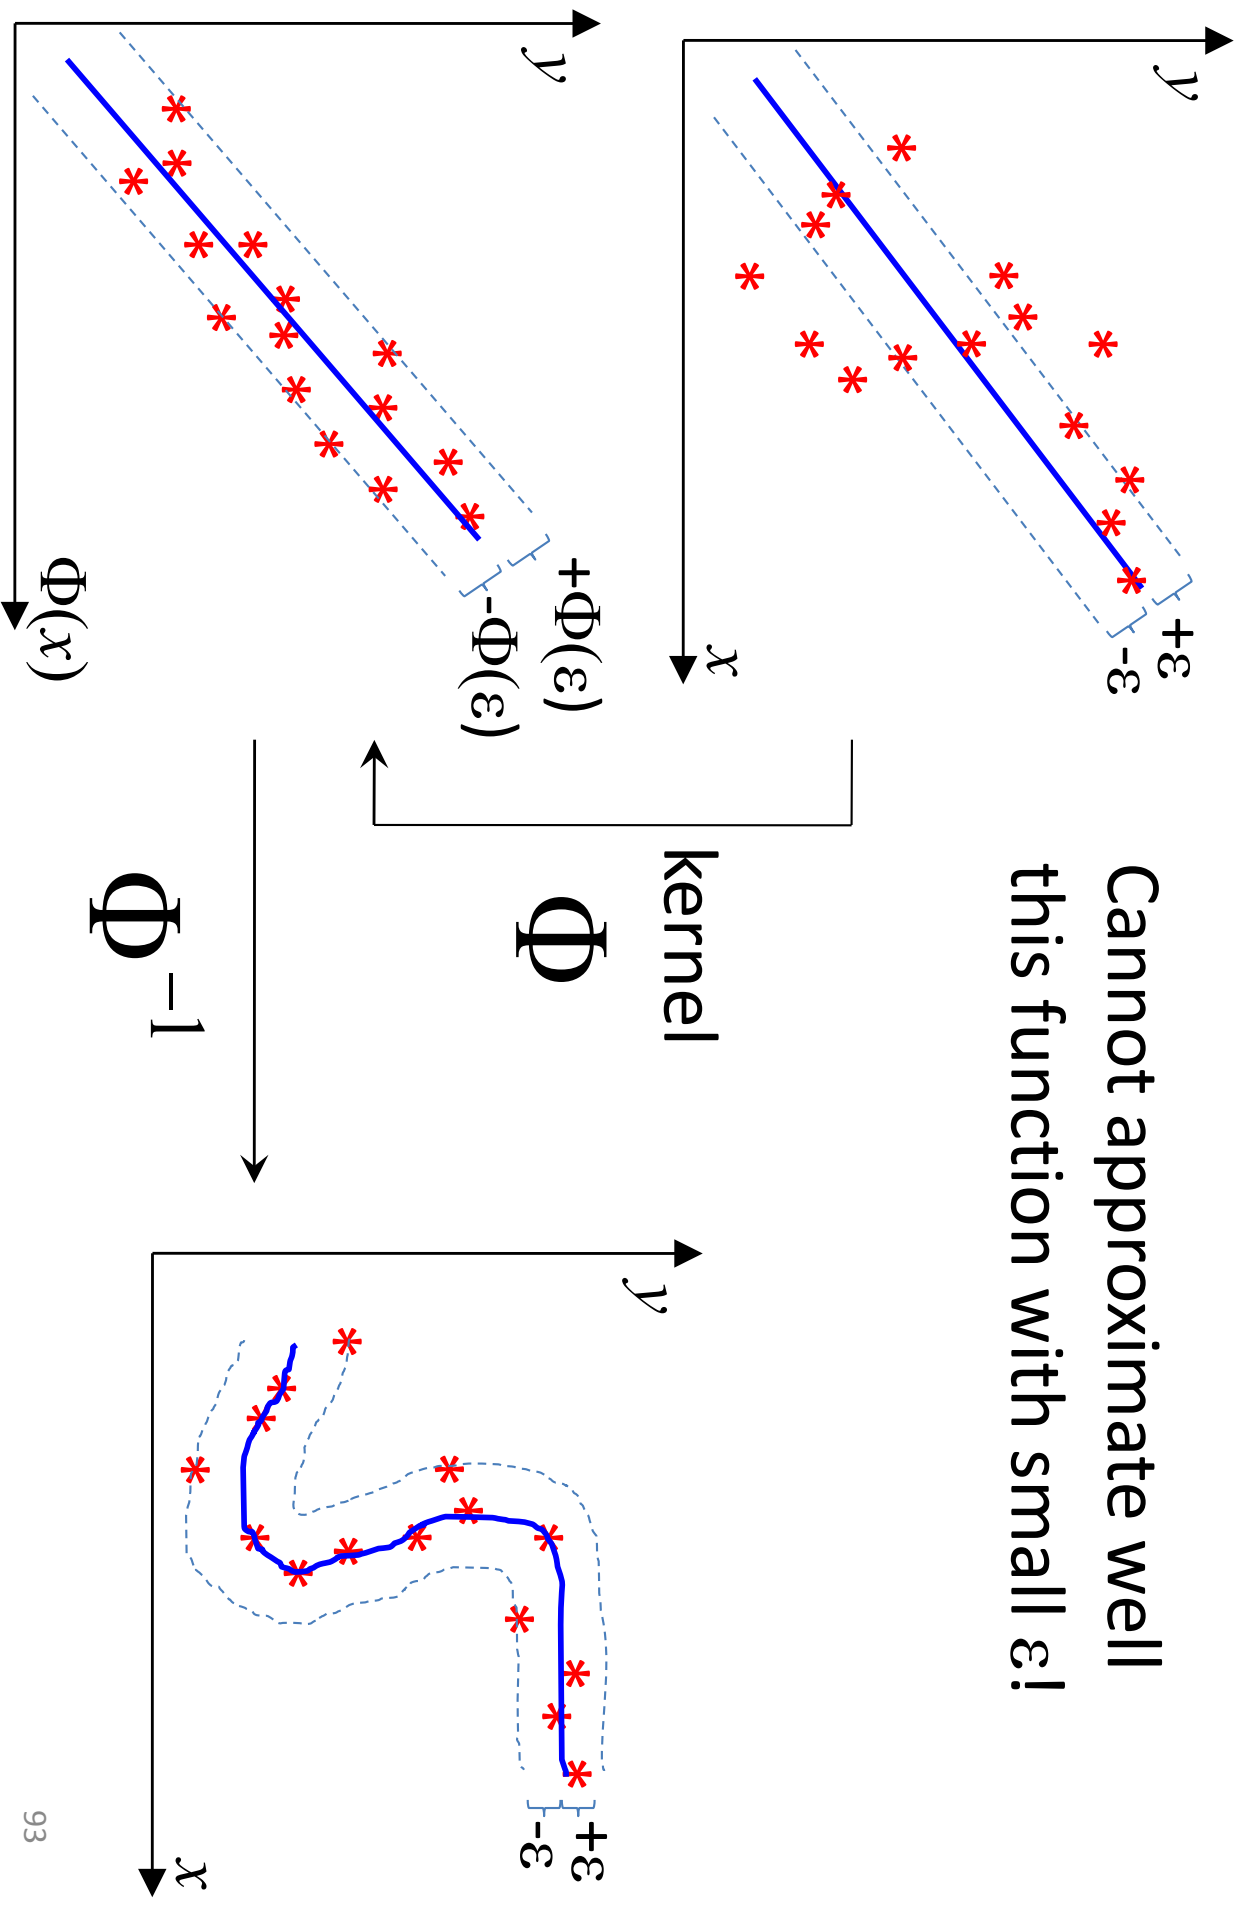 y
Cannot approximate well
this function with small ε!
+ε
-ε
x
kernel
Φ
y
+Φ(ε)
-Φ(ε)
Φ(x)
Φ⁻¹
y
+ε
-ε
x
93